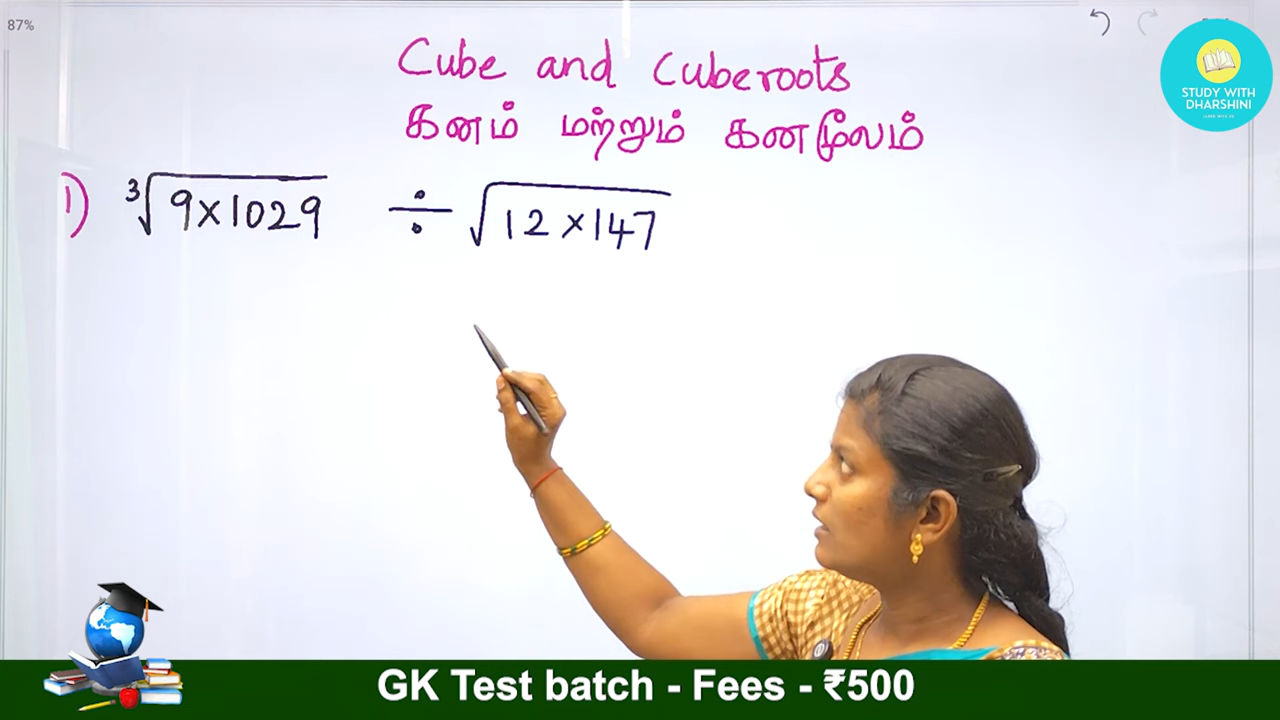 87%
Cube and Cuberoots
கனம் மற்றும் கனமூலம்
STUDY WITH
DHARSHINI
1) ³√9×1029 ÷ √12×147
GK Test batch - Fees - ₹500